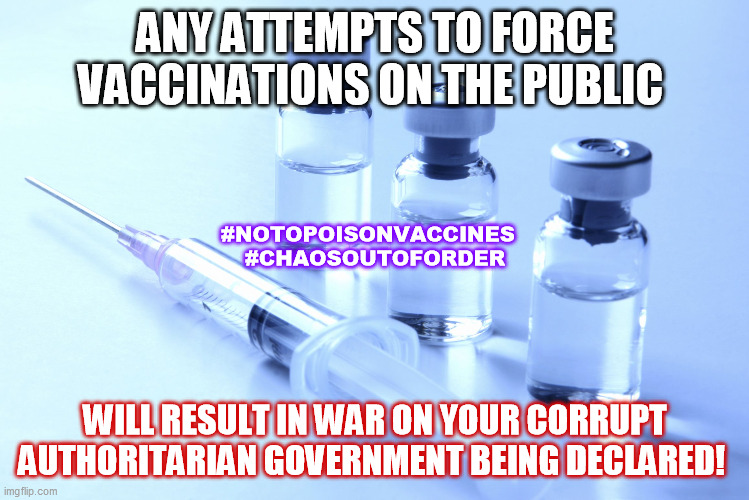 ANY ATTEMPTS TO FORCE
VACCINATIONS ON THE PUBLIC
#NOTOPOISONVACCINES
#CHAOSOUTOFORDER
WILL RESULT IN WAR ON YOUR CORRUPT
AUTHORITARIAN GOVERNMENT BEING DECLARED!
imgflip.com